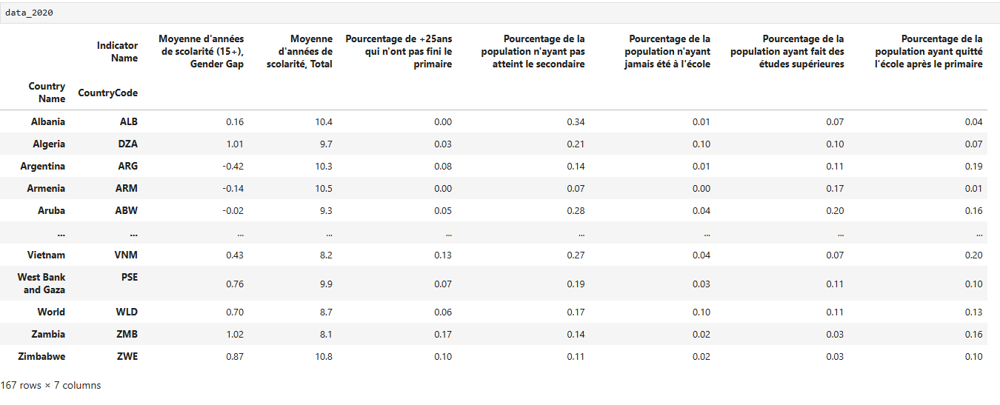 data_2020
Indicator Name Moyenne d'années de scolarité (15+), Gender Gap Moyenne d'années de scolarité, Total Pourcentage de +25ans qui n'ont pas fini le primaire Pourcentage de la population n'ayant pas atteint le secondaire Pourcentage de la population n'ayant jamais été à l'école Pourcentage de la population ayant fait des études supérieures Pourcentage de la population ayant quitté l'école après le primaire
Country Name CountryCode
Albania ALB 0.16 10.4 0.00 0.34 0.01 0.07 0.04
Algeria DZA 1.01 9.7 0.03 0.21 0.10 0.10 0.07
Argentina ARG -0.42 10.3 0.08 0.14 0.01 0.11 0.19
Armenia ARM -0.14 10.5 0.00 0.07 0.00 0.17 0.01
Aruba ABW -0.02 9.3 0.05 0.28 0.04 0.20 0.16
... ... ... ... ... ... ... ... ...
Vietnam VNM 0.43 8.2 0.13 0.27 0.04 0.07 0.20
West Bank and Gaza PSE 0.76 9.9 0.07 0.19 0.03 0.11 0.10
World WLD 0.70 8.7 0.06 0.17 0.10 0.11 0.13
Zambia ZMB 1.02 8.1 0.17 0.14 0.02 0.03 0.16
Zimbabwe ZWE 0.87 10.8 0.10 0.11 0.02 0.03 0.10
167 rows × 7 columns